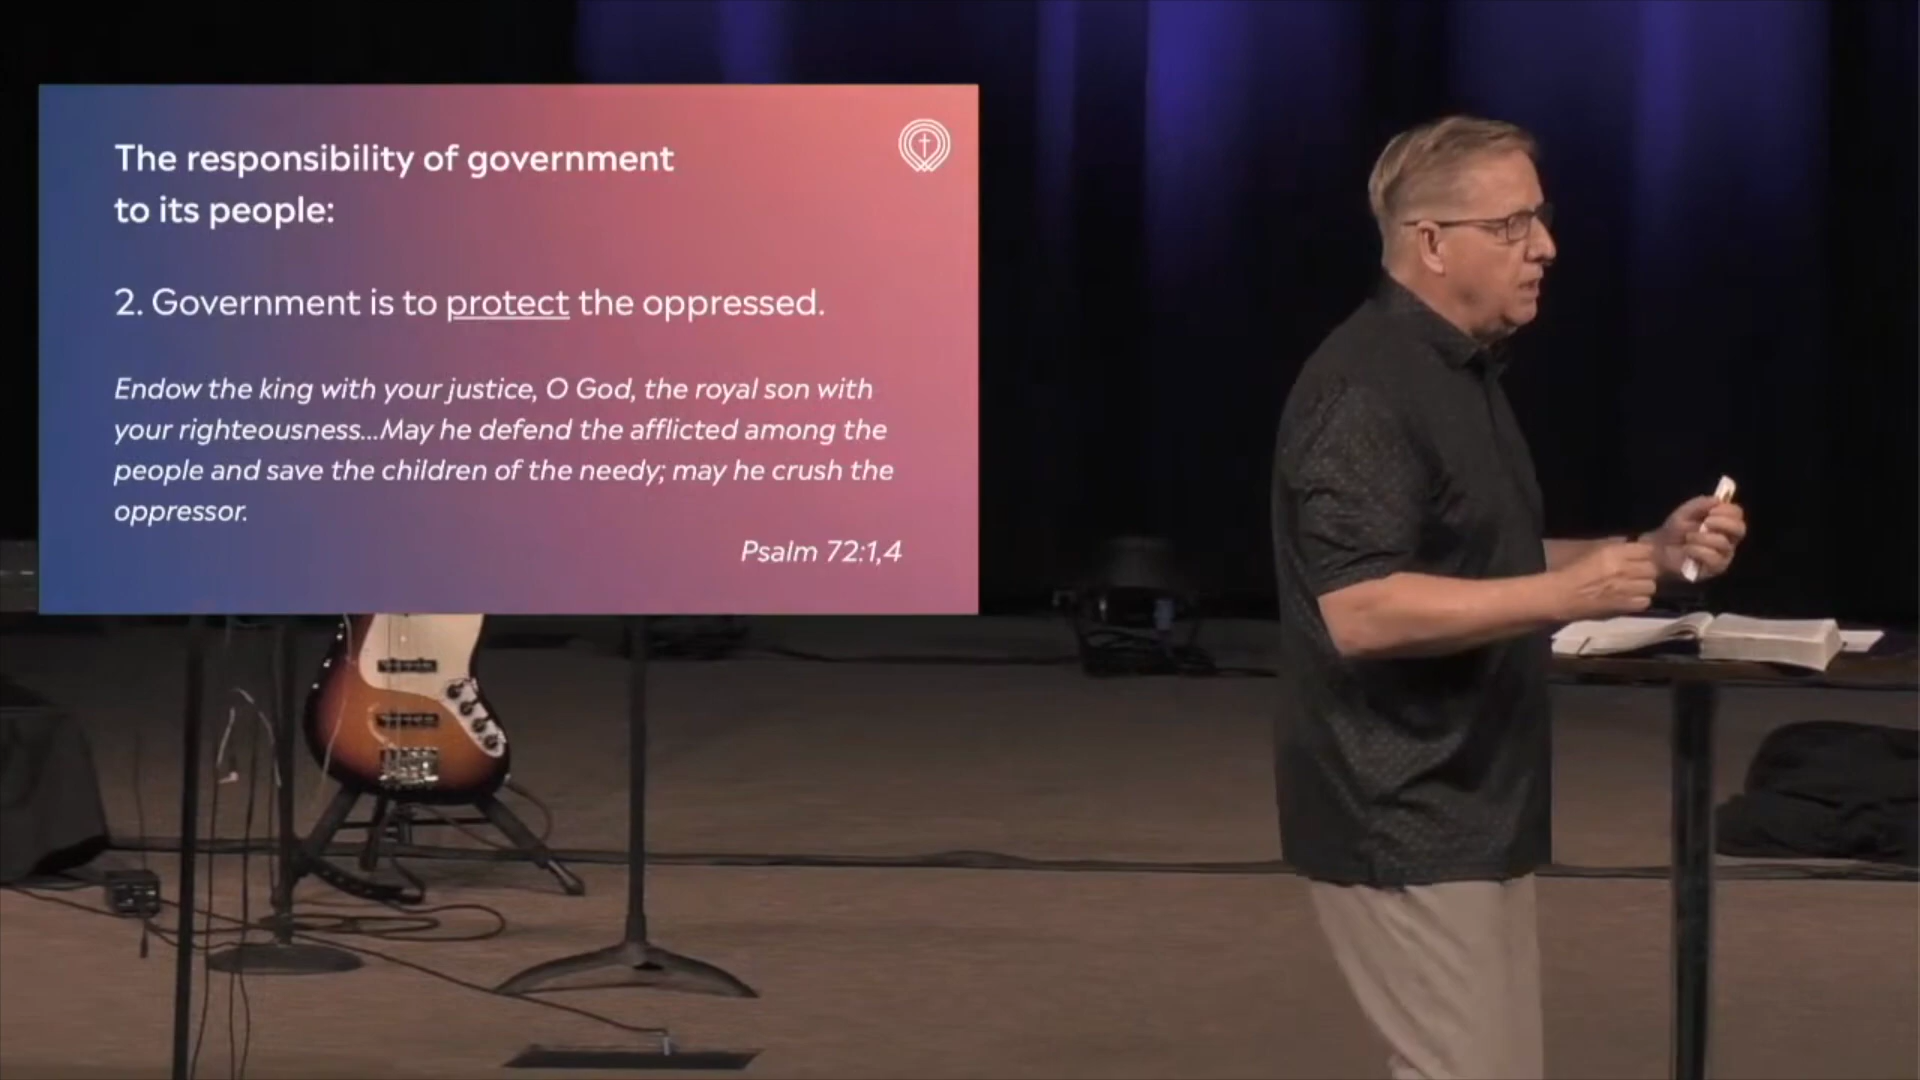 The responsibility of government
to its people:
2. Government is to protect the oppressed.
Endow the king with your justice, O God, the royal son with
your righteousness...May he defend the afflicted among the
people and save the children of the needy; may he crush the
oppressor.
Psalm 72:1,4